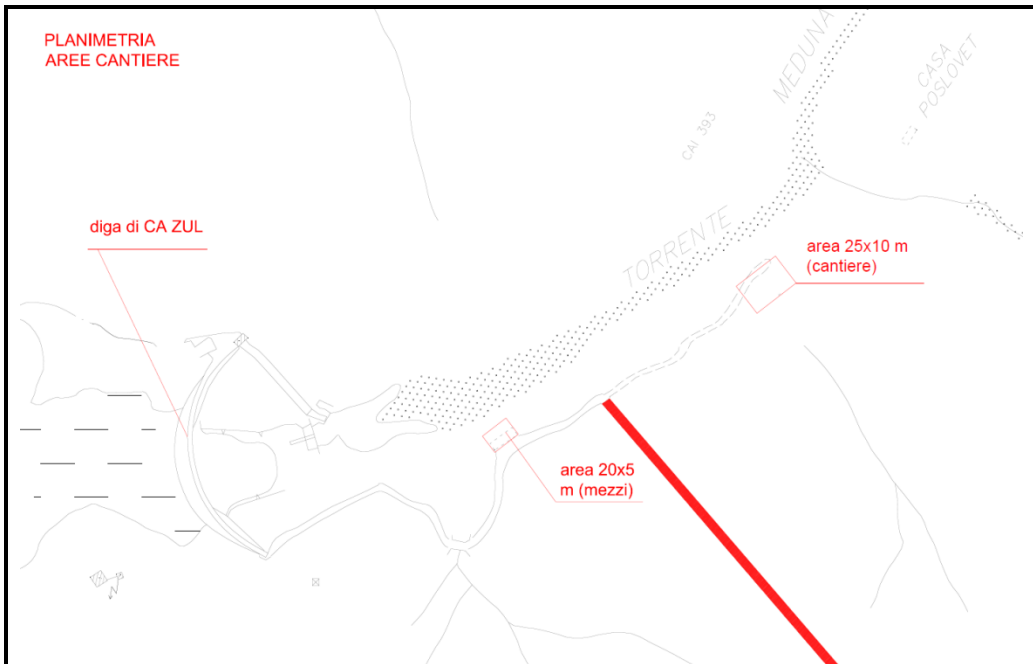 PLANIMETRIA
AREE CANTIERE
MEDUNA
CASA
POSLOVET
CAI 393
TORRENTE
diga di CA ZUL
area 25x10 m
(cantiere)
area 20x5
m (mezzi)